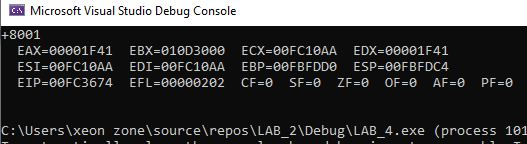 Microsoft Visual Studio Debug Console
+8001
EAX=00001F41 EBX=010D3000 ECX=00FC10AA EDX=00001F41
ESI=00FC10AA EDI=00FC10AA EBP=00FBFDD0 ESP=00FBFDC4
EIP=00FC3674 EFL=00000202 CF=0 SF=0 ZF=0 OF=0 AF=0 PF=0
C:\Users\xeon zone\source\repos\LAB_2\Debug\LAB_4.exe (process 101